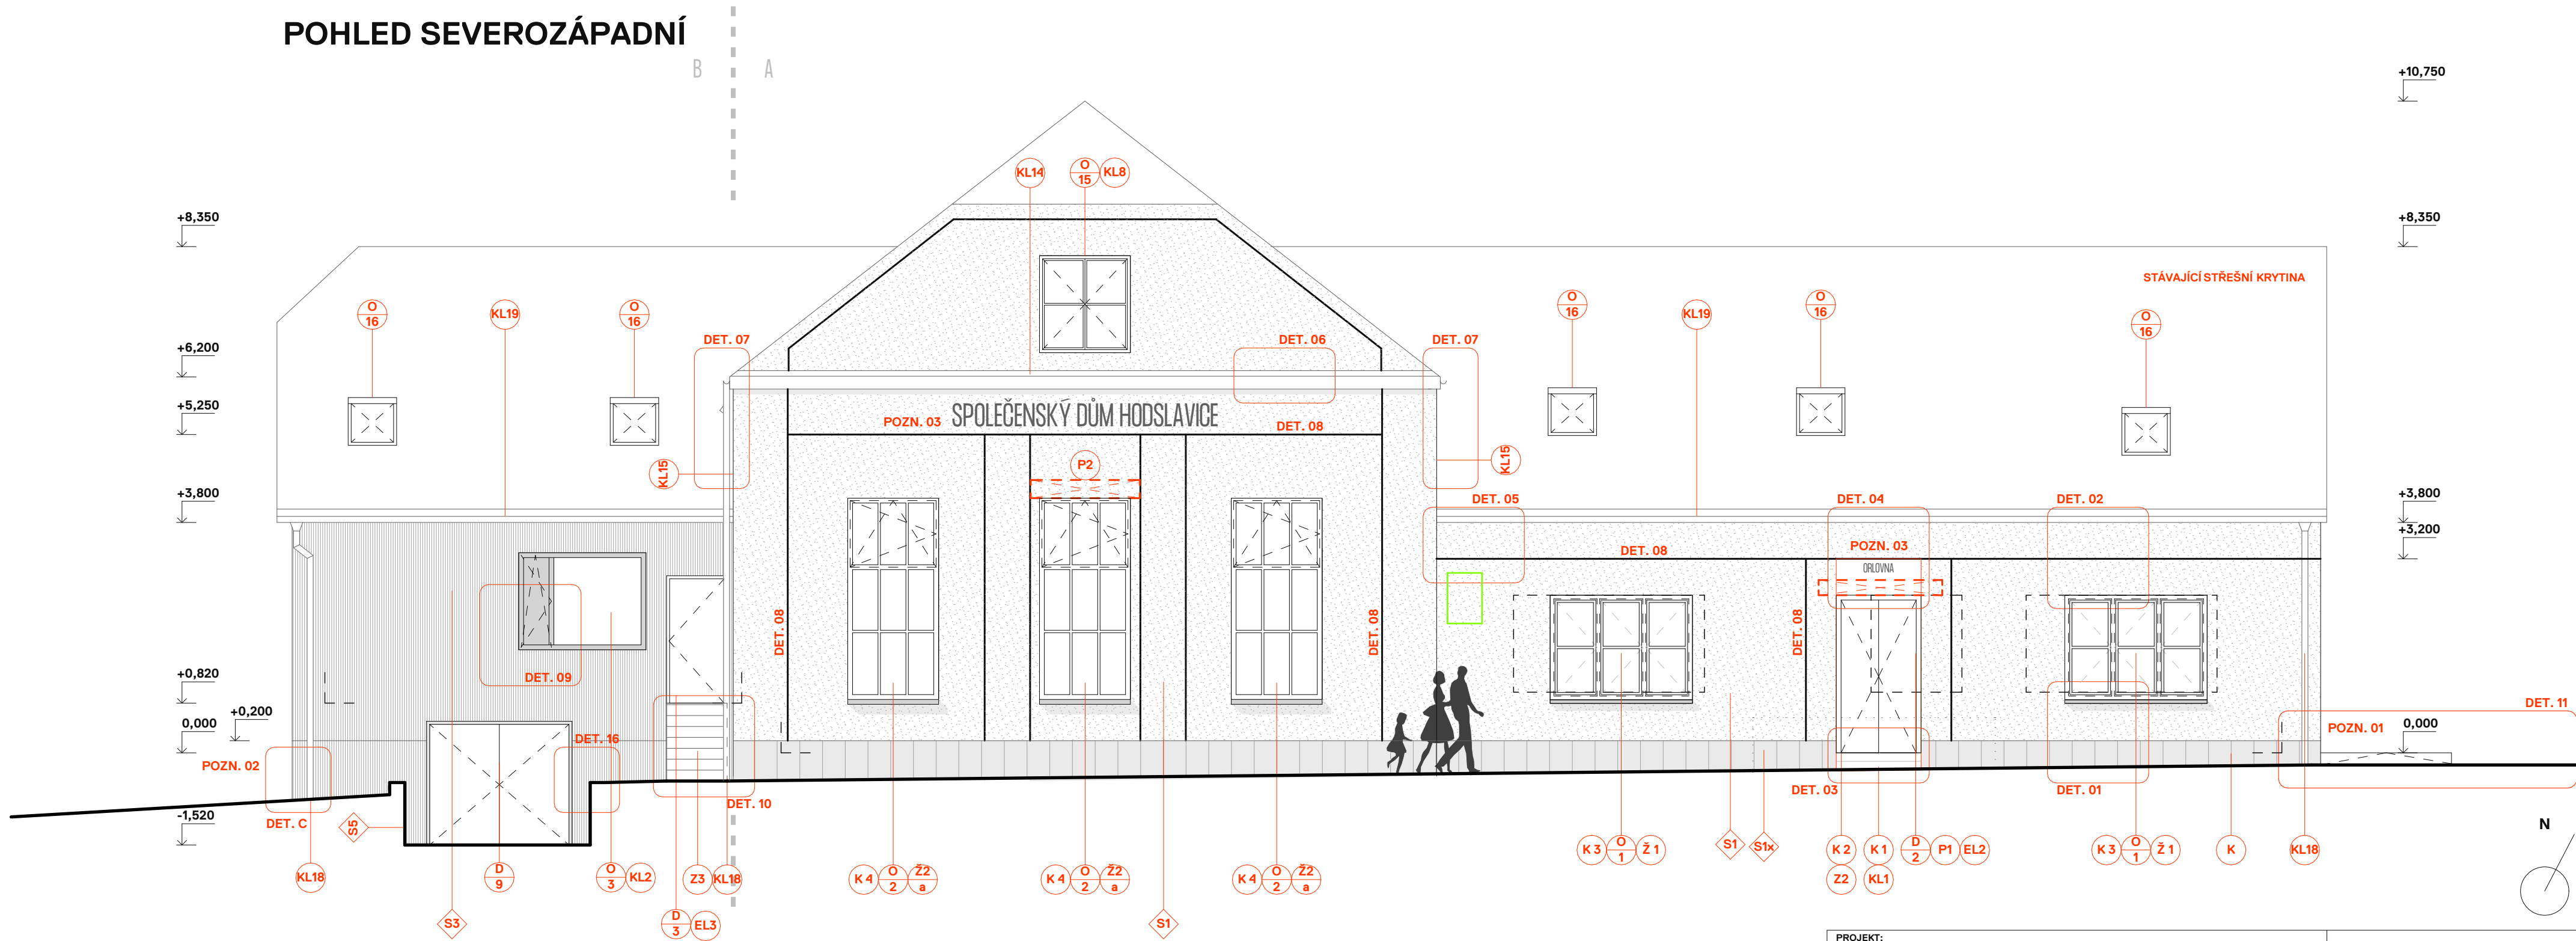 POHLED SEVEROZÁPADNÍ
B A
+10,750
KL14 O 15 KL8
+8,350 +8,350
STÁVAJÍCÍ STŘEŠNÍ KRYTINA
O 16 KL19 O 16 O 16 KL19 O 16 O 16
+6,200 DET. 07 DET. 06 DET. 07
+5,250
POZN. 03 SPOLEČENSKÝ DŮM HODSLAVICE DET. 08
KL15 P2 KL15
+3,800 DET. 05 DET. 04 DET. 02 +3,800
+3,200
DET. 08 POZN. 03
ORLOVNA
DET. 08 DET. 08 DET. 08
+0,820 DET. 09
0,000 +0,200 DET. 11
DET. 16 POZN. 01 0,000
POZN. 02
DET. 10 DET. 03 DET. 01
-1,520 DET. C S5
N
K 3 O 1 Ž 1 S1 S1x K 2 K 1 D 2 P1 EL2 K 3 O 1 Ž 1 K KL18
KL18 D 9 O 3 KL2 Z3 KL18 K 4 O 2 Ž2 a K 4 O 2 Ž2 a K 4 O 2 Ž2 a Z2 KL1
S3 D 3 EL3 S1
PROJEKT: